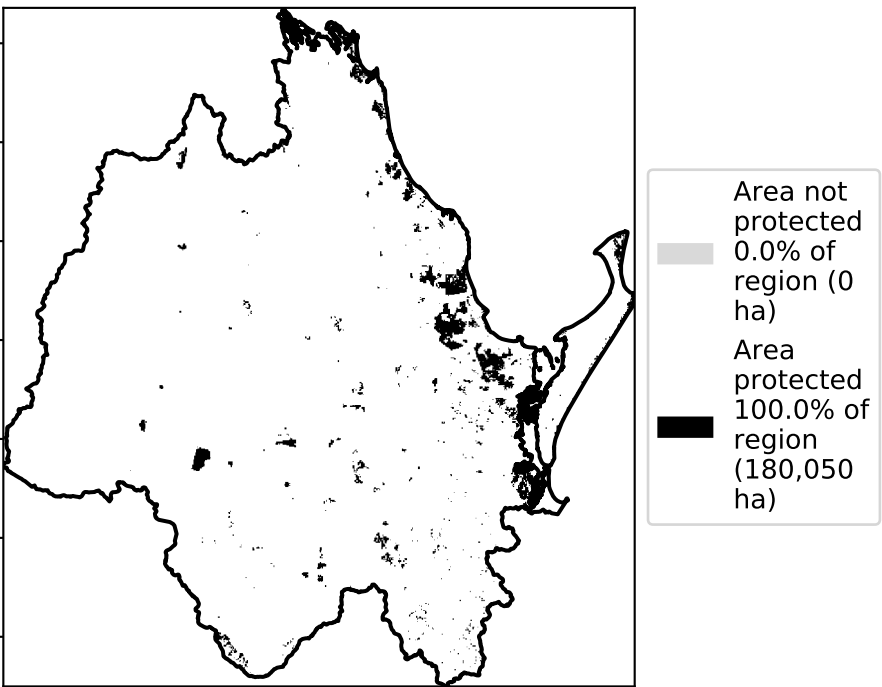 Area not
protected
0.0% of
region (0
ha)
Area
protected
100.0% of
region
(180,050
ha)